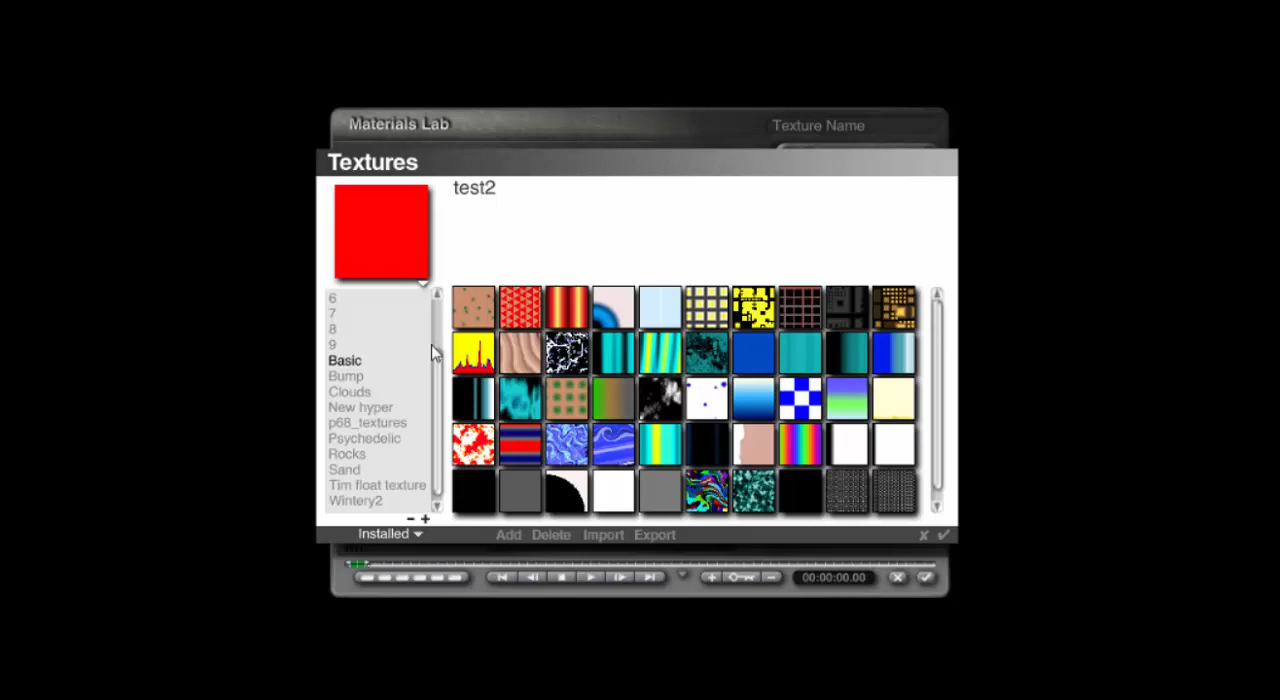 Materials Lab
Texture Name
Textures
test2
6
7
8
9
Basic
Bump
Clouds
New hyper
p68_textures
Psychedelic
Rocks
Sand
Tim float texture
Wintery2
Installed
Add Delete Import Export
00:00:00.00